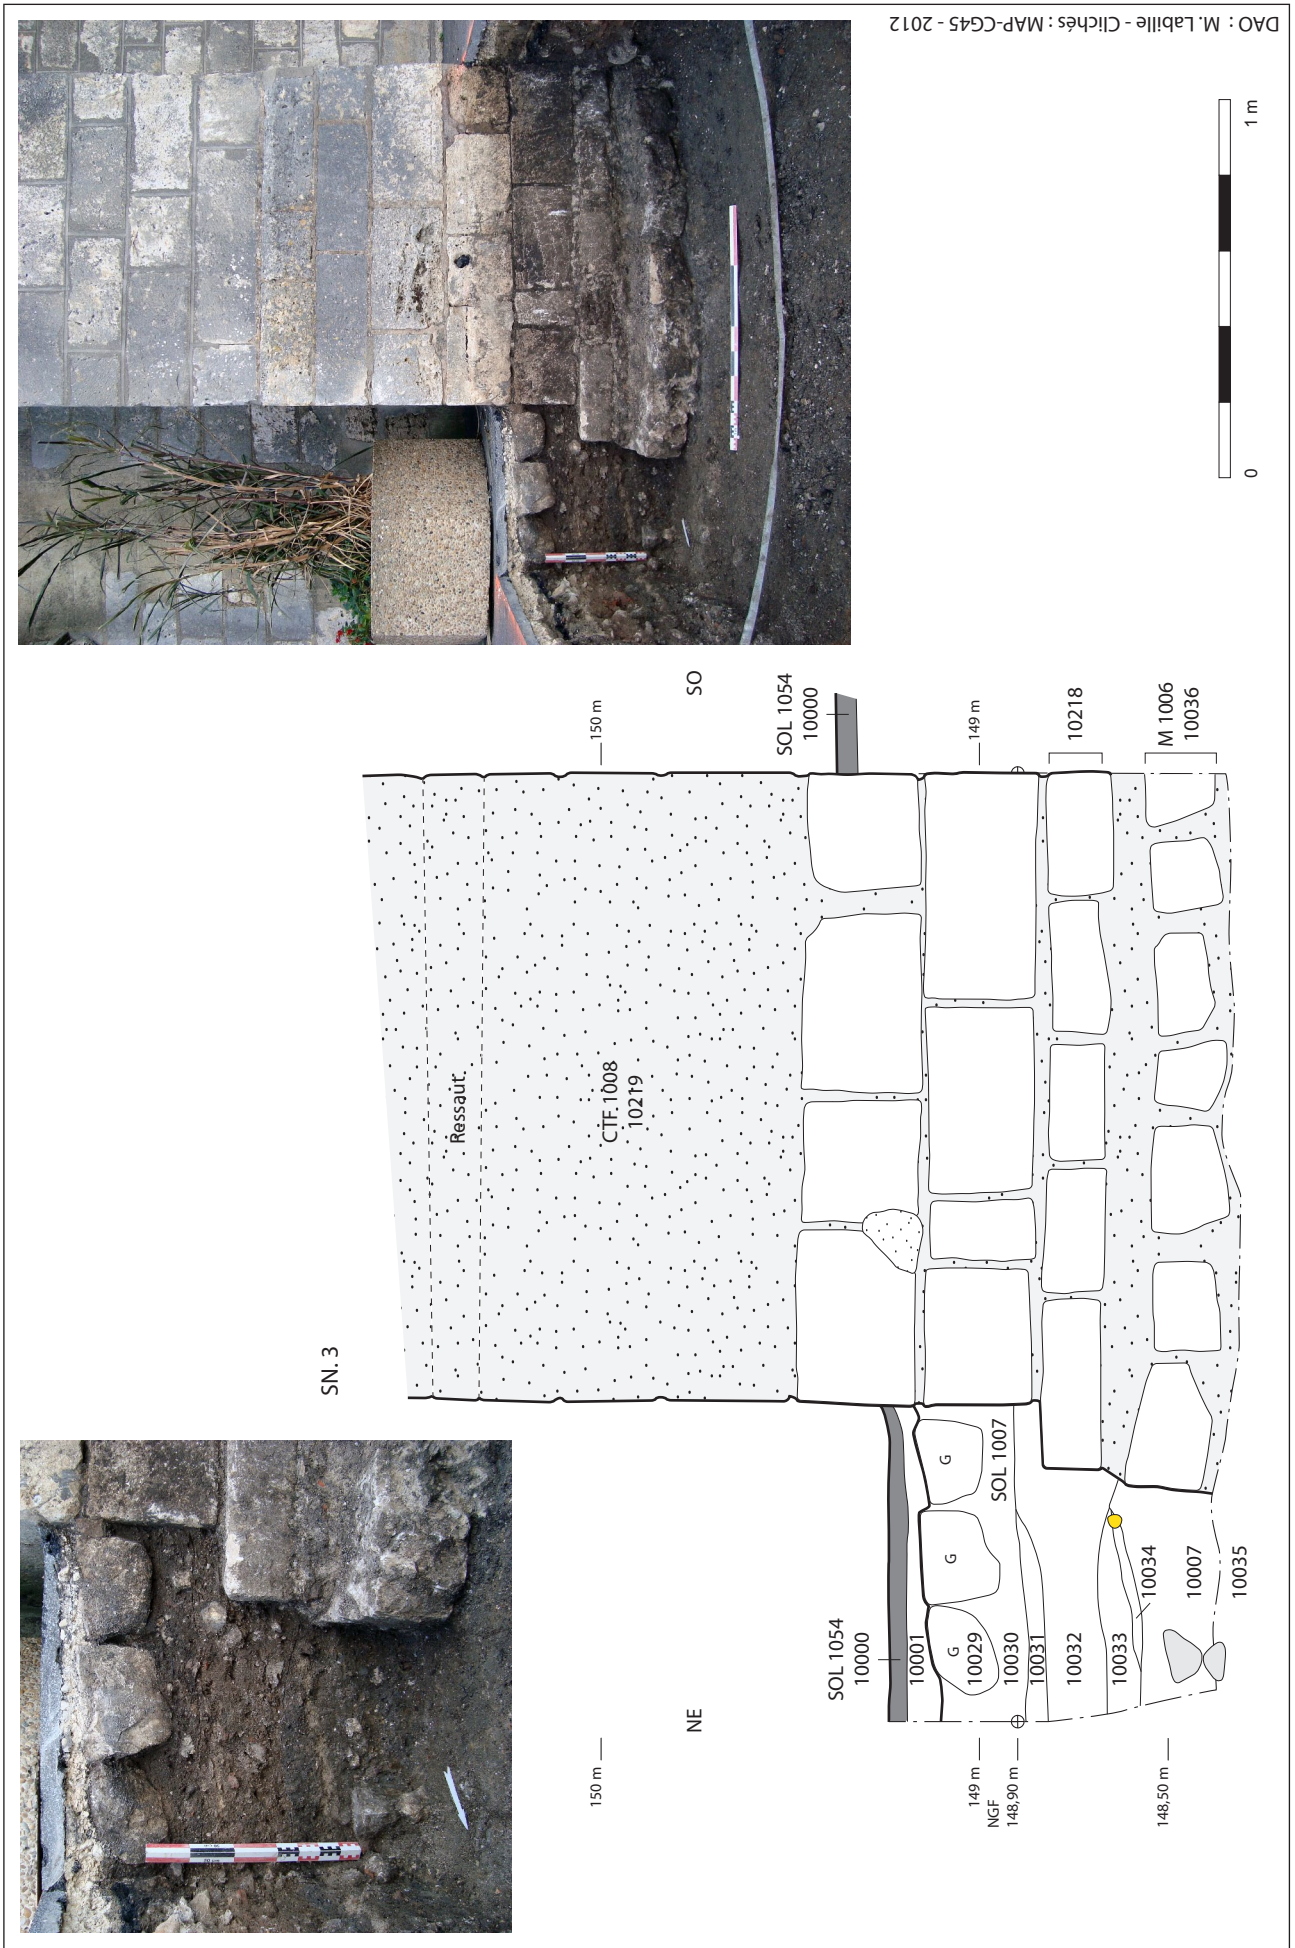 DAO : M. Labille - Clichés : MAP-CG45 - 2012
0
1 m
SN. 3
NE
SO
150 m
150 m
Ressaut
CTF. 1008
10219
SOL 1054
10000
SOL 1054
10000
10001
G
G
G
10029
SOL 1007
10030
10031
10032
10033
10034
10007
10035
149 m
NGF
148,90 m
148,50 m
149 m
10218
M 1006
10036